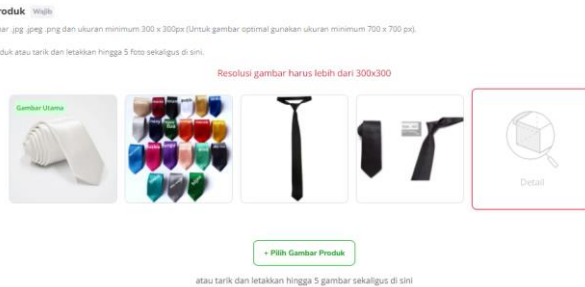 roduk Wajib
ar .jpg .jpeg .png dan ukuran minimum 300 x 300px (Untuk gambar optimal gunakan ukuran minimum 700 x 700 px).
duk atau tarik dan letakkan hingga 5 foto sekaligus di sini.
Resolusi gambar harus lebih dari 300x300
Gambar Utama
Detail
+ Pilih Gambar Produk
atau tarik dan letakkan hingga 5 gambar sekaligus di sini